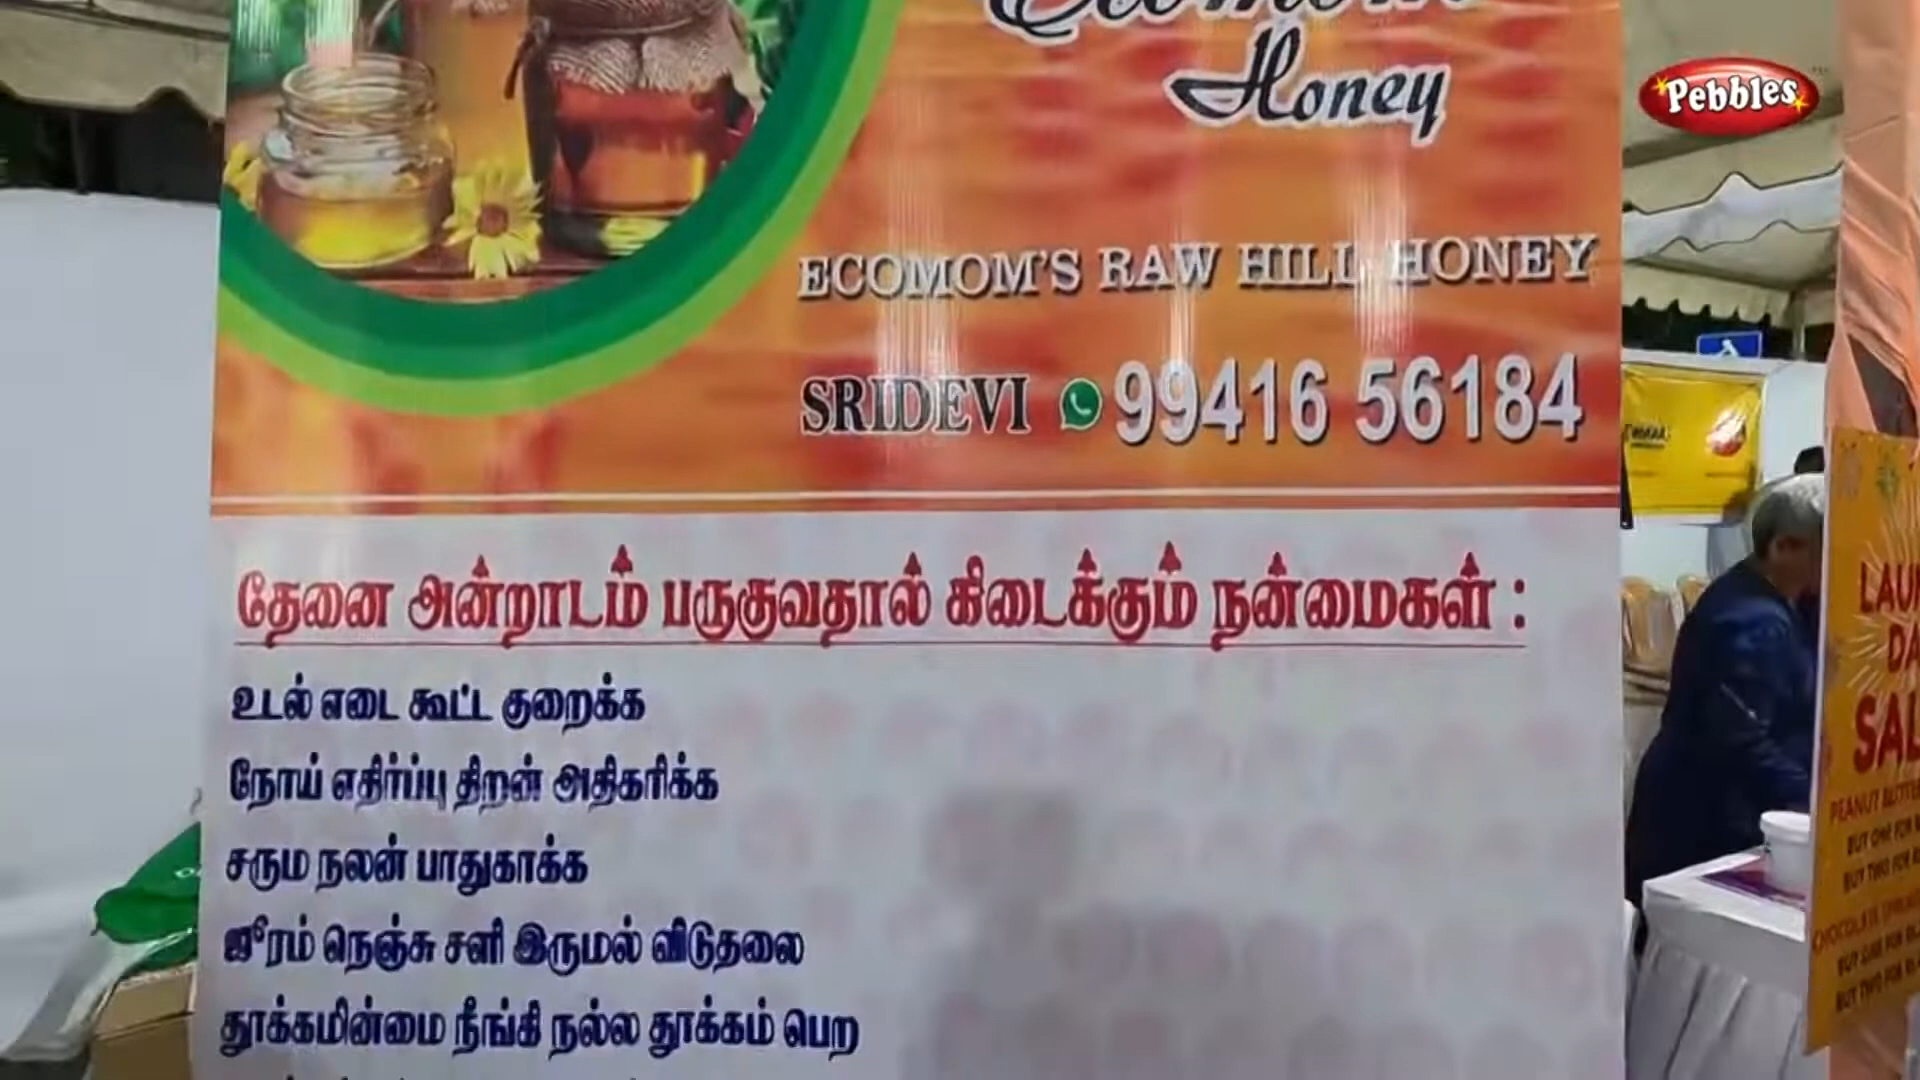 Honey
Pebbles
ECOMOM'S RAW HILL HONEY
SRIDEVI 99416 56184
தேனை அன்றாடம் பருகுவதால் கிடைக்கும் நன்மைகள் :
உடல் எடை கூட்ட குறைக்க
நோய் எதிர்ப்பு திறன் அதிகரிக்க
சரும நலன் பாதுகாக்க
ஜீரம் நெஞ்சு சளி இருமல் விடுதலை
தூக்கமின்மை நீங்கி நல்ல தூக்கம் பெற
PEANUT